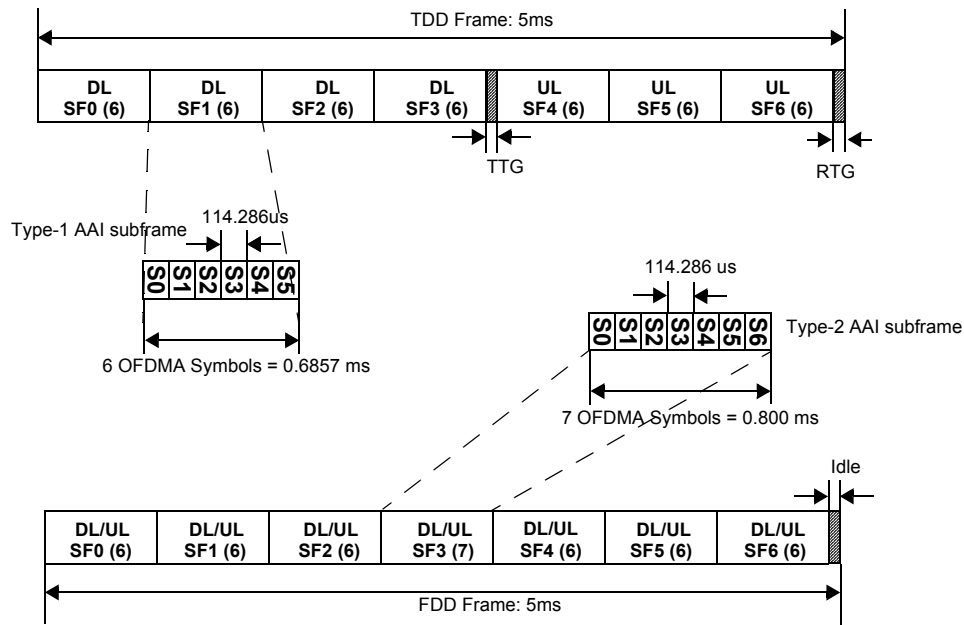 TDD Frame: 5ms
DL
SF0 (6)
DL
SF1 (6)
DL
SF2 (6)
DL
SF3 (6)
UL
SF4 (6)
UL
SF5 (6)
UL
SF6 (6)
TTG
RTG
Type-1 AAI subframe
114.286us
S0
S1
S2
S3
S4
S5
6 OFDMA Symbols = 0.6857 ms
114.286 us
S0
S1
S2
S3
S4
S5
S6
Type-2 AAI subframe
7 OFDMA Symbols = 0.800 ms
Idle
DL/UL
SF0 (6)
DL/UL
SF1 (6)
DL/UL
SF2 (6)
DL/UL
SF3 (7)
DL/UL
SF4 (6)
DL/UL
SF5 (6)
DL/UL
SF6 (6)
FDD Frame: 5ms